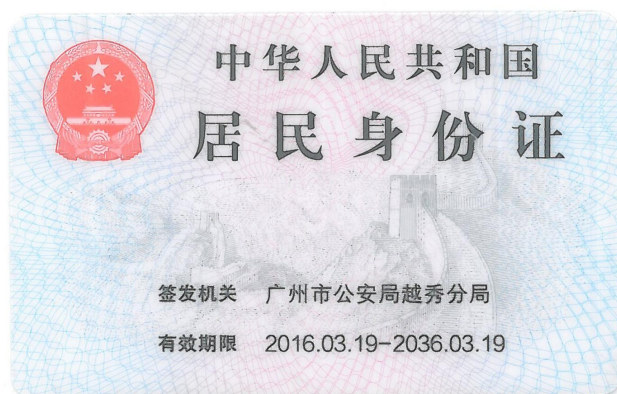 中华人民共和国
居民身份证
签发机关 广州市公安局越秀分局
有效期限 2016.03.19-2036.03.19